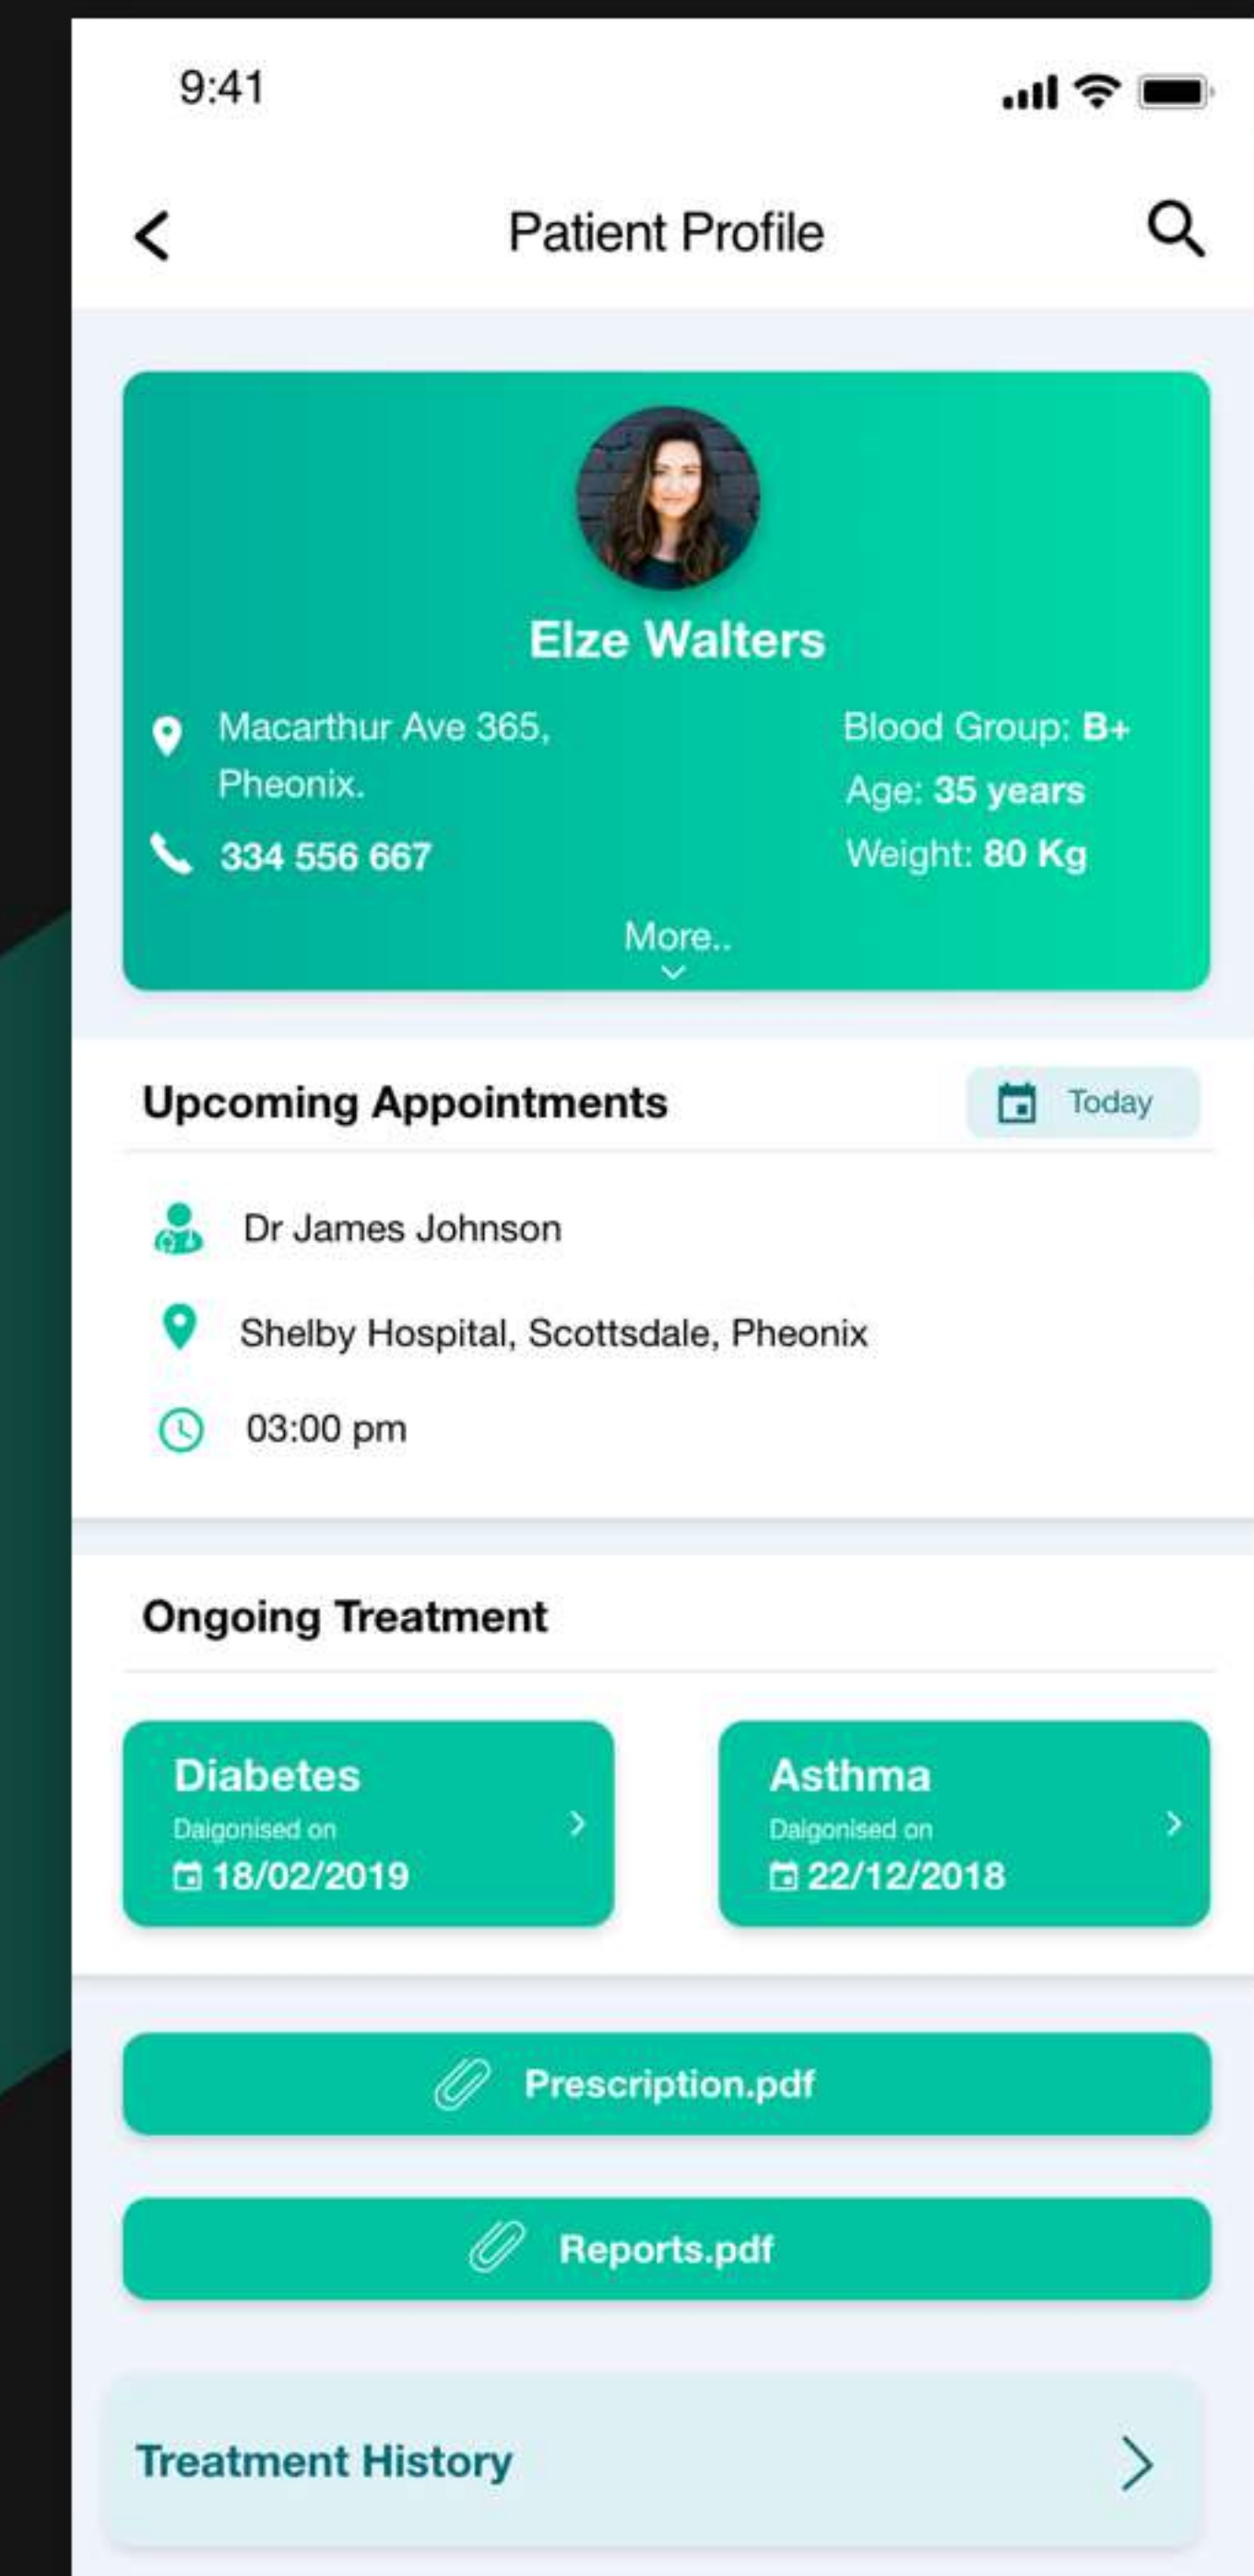 9:41
Patient Profile
Elze Walters
Macarthur Ave 365,
Pheonix.
334 556 667
Blood Group: B+
Age: 35 years
Weight: 80 Kg
More..
Upcoming Appointments
Today
Dr James Johnson
Shelby Hospital, Scottsdale, Pheonix
03:00 pm
Ongoing Treatment
Diabetes
Daigonised on
18/02/2019
Asthma
Daigonised on
22/12/2018
Prescription.pdf
Reports.pdf
Treatment History